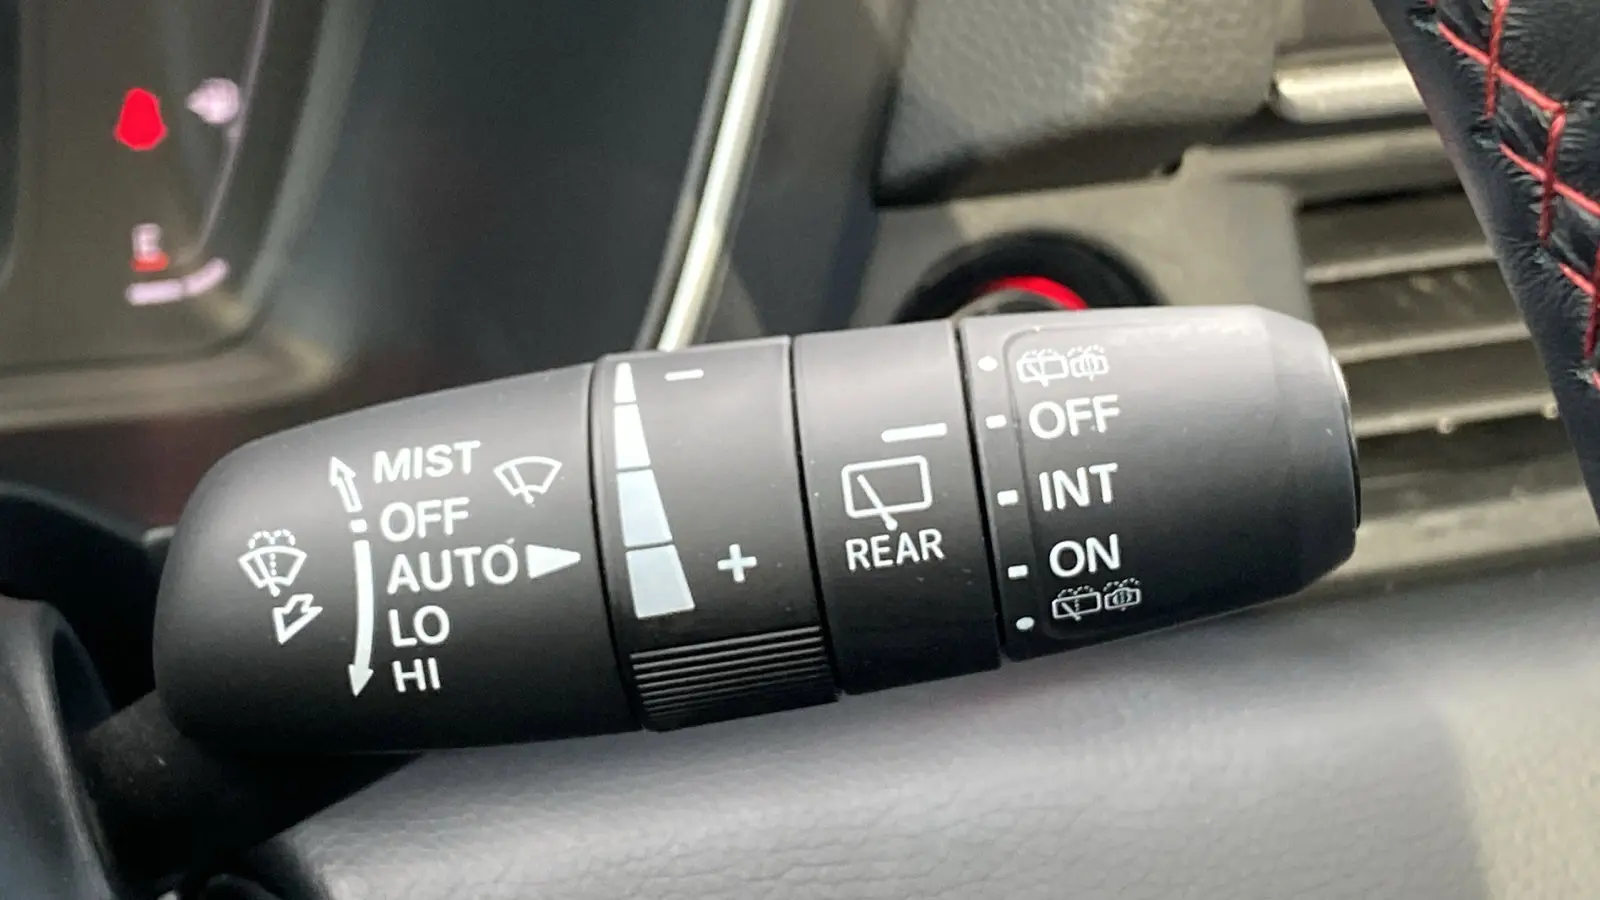 MIST
OFF
AUTO
LO
HI
−
+
REAR
OFF
INT
ON